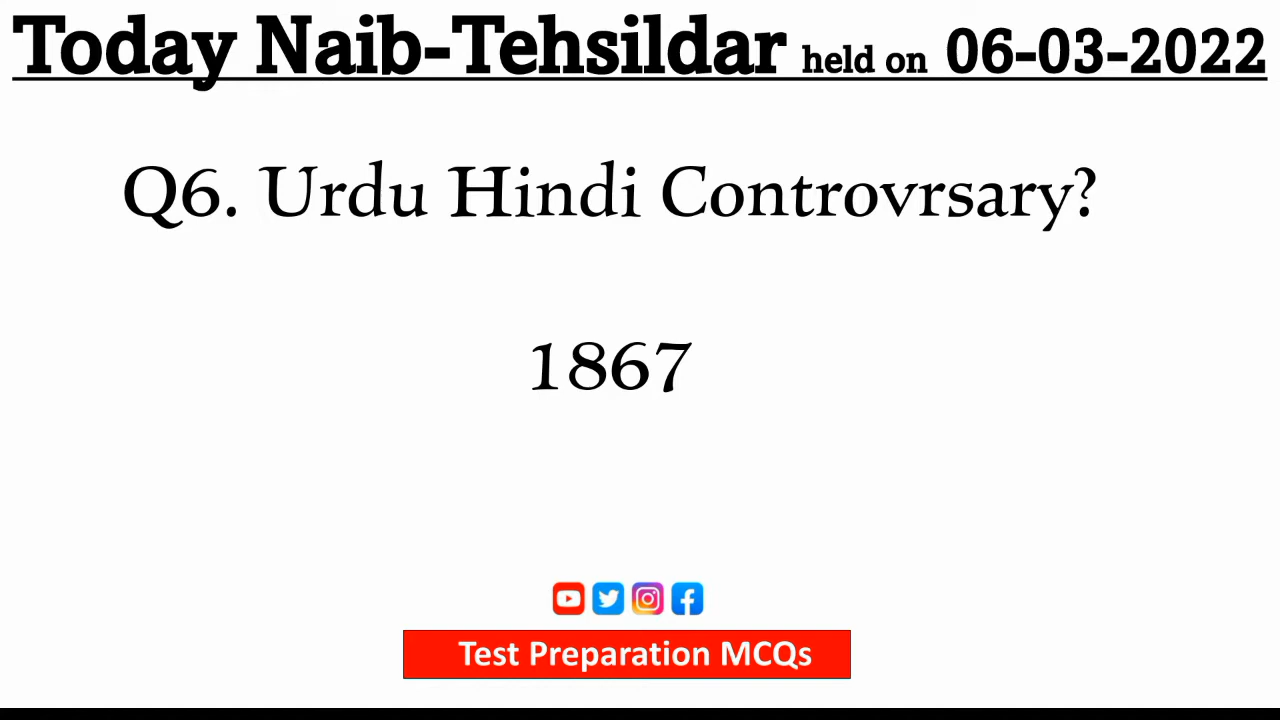 Today Naib-Tehsildar held on 06-03-2022
Q6. Urdu Hindi Controvrsary?
1867
Test Preparation MCQs